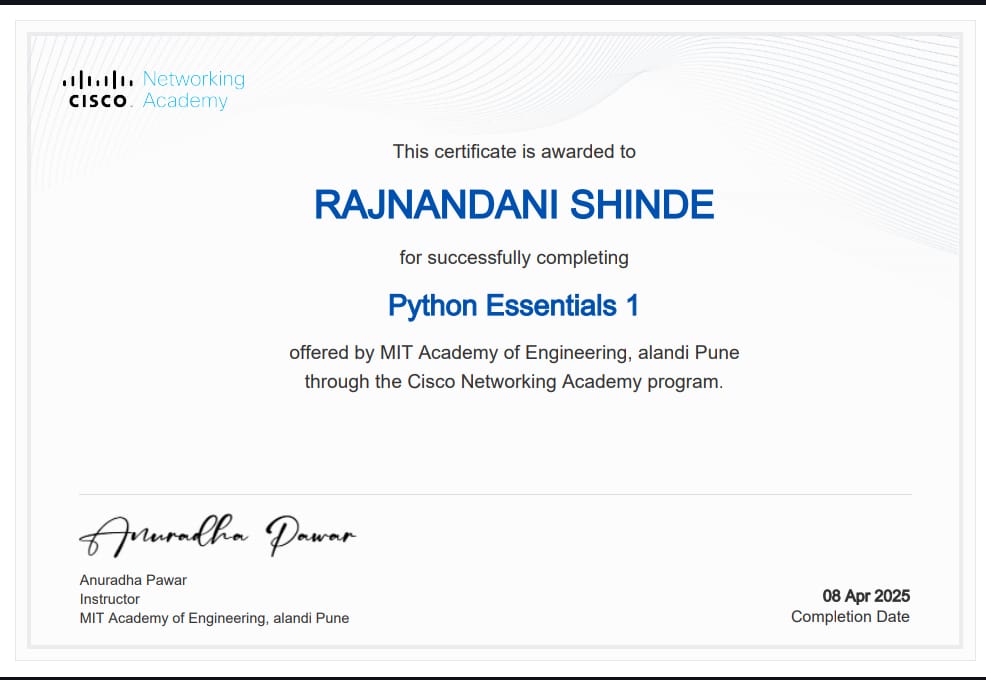 Networking
CISCO. Academy
This certificate is awarded to
RAJNANDANI SHINDE
for successfully completing
Python Essentials 1
offered by MIT Academy of Engineering, alandi Pune
through the Cisco Networking Academy program.
Anuradha Pawar
Anuradha Pawar
Instructor
MIT Academy of Engineering, alandi Pune
08 Apr 2025
Completion Date